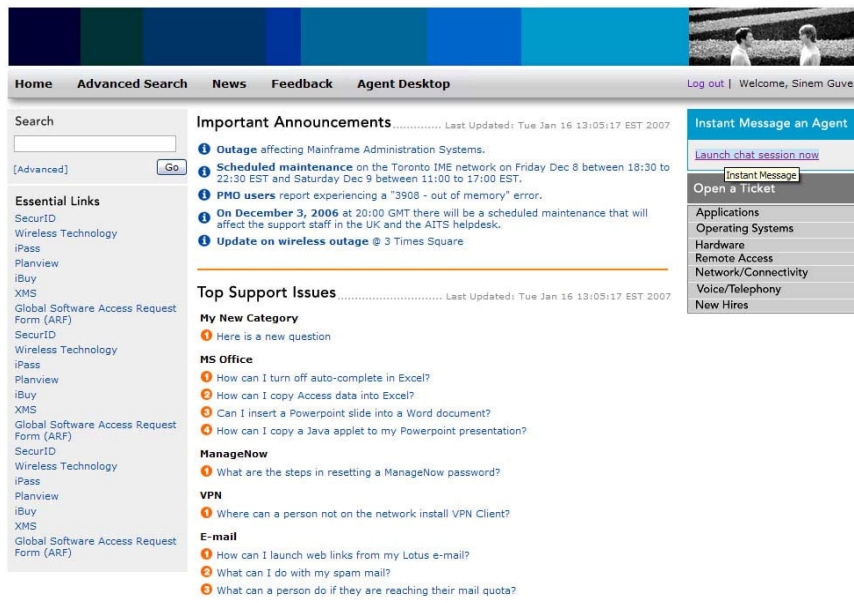 Home Advanced Search News Feedback Agent Desktop
Log out | Welcome, Sinem Guve
Search
[Advanced] Go
Essential Links
SecurID
Wireless Technology
iPass
Planview
iBuy
XMS
Global Software Access Request
Form (ARF)
SecurID
Wireless Technology
iPass
Planview
iBuy
XMS
Global Software Access Request
Form (ARF)
SecurID
Wireless Technology
iPass
Planview
iBuy
XMS
Global Software Access Request
Form (ARF)
Important Announcements ............. Last Updated: Tue Jan 16 13:05:17 EST 2007
Outage affecting Mainframe Administration Systems.
Scheduled maintenance on the Toronto IME network on Friday Dec 8 between 18:30 to
22:30 EST and Saturday Dec 9 between 11:00 to 17:00 EST.
PMO users report experiencing a "3908 - out of memory" error.
On December 3, 2006 at 20:00 GMT there will be a scheduled maintenance that will
affect the support staff in the UK and the AITS helpdesk.
Update on wireless outage @ 3 Times Square
Top Support Issues ........................... Last Updated: Tue Jan 16 13:05:17 EST 2007
My New Category
1 Here is a new question
MS Office
1 How can I turn off auto-complete in Excel?
2 How can I copy Access data into Excel?
3 Can I insert a Powerpoint slide into a Word document?
4 How can I copy a Java applet to my Powerpoint presentation?
ManageNow
1 What are the steps in resetting a ManageNow password?
VPN
1 Where can a person not on the network install VPN Client?
E-mail
1 How can I launch web links from my Lotus e-mail?
2 What can I do with my spam mail?
3 What can a person do if they are reaching their mail quota?
Instant Message an Agent
Launch chat session now
Instant Message
Open a Ticket
Applications
Operating Systems
Hardware
Remote Access
Network/Connectivity
Voice/Telephony
New Hires